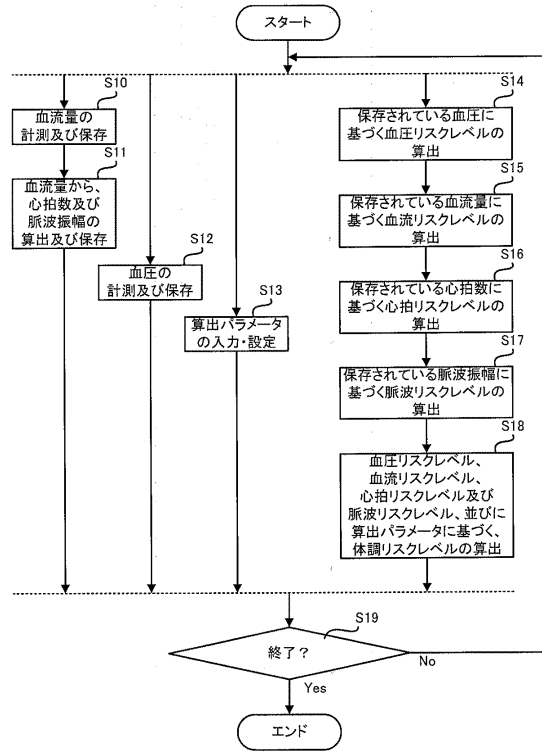 スタート
S10
血流量の
計測及び保存
S11
血流量から、
心拍数及び
脈波振幅の
算出及び保存
S12
血圧の
計測及び保存
S13
算出パラメータ
の入力・設定
S14
保存されている血圧に
基づく血圧リスクレベルの
算出
S15
保存されている血流量に
基づく血流リスクレベルの
算出
S16
保存されている心拍数に
基づく心拍リスクレベルの
算出
S17
保存されている脈波振幅に
基づく脈波リスクレベルの
算出
S18
血圧リスクレベル、
血流リスクレベル、
心拍リスクレベル及び
脈波リスクレベル、並びに
算出パラメータに基づく、
体調リスクレベルの算出
S19
終了？
No
Yes
エンド